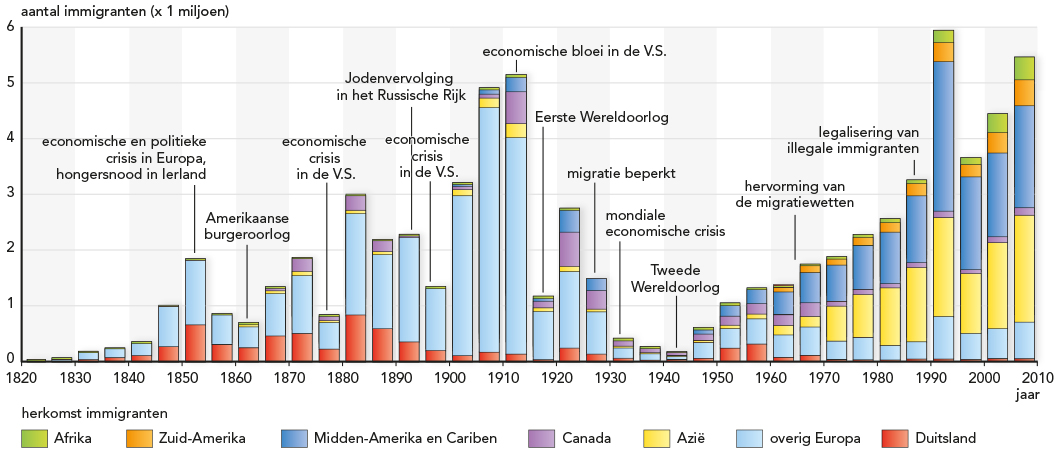 aantal immigranten (x 1 miljoen)
6
5
4
3
2
1
0
economische en politieke
crisis in Europa,
hongersnood in Ierland
Amerikaanse
burgeroorlog
economische
crisis
in de V.S.
Jodenvervolging
in het Russische Rijk
economische
crisis
in de V.S.
economische bloei in de V.S.
Eerste Wereldoorlog
migratie beperkt
mondiale
economische crisis
Tweede
Wereldoorlog
hervorming van
de migratiewetten
legalisering van
illegale immigranten
1820 1830 1840 1850 1860 1870 1880 1890 1900 1910 1920 1930 1940 1950 1960 1970 1980 1990 2000 2010
jaar
herkomst immigranten
Afrika Zuid-Amerika Midden-Amerika en Cariben Canada Azië overig Europa Duitsland